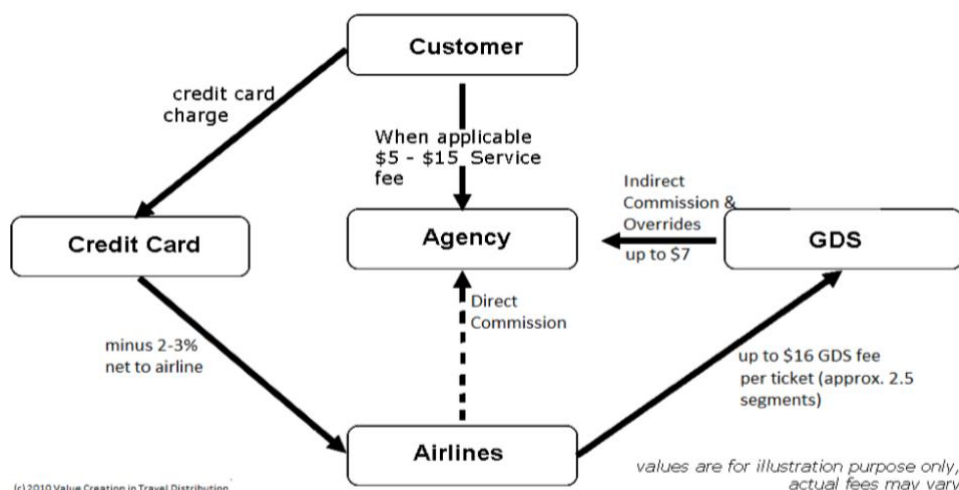 Customer
credit card
charge
When applicable
$5 - $15 Service
fee
Indirect
Commission &
Overrides
up to $7
Credit Card
Agency
GDS
Direct
Commission
minus 2-3%
net to airline
up to $16 GDS fee
per ticket (approx. 2.5
segments)
Airlines
values are for illustration purpose only,
actual fees may vary
(c) 2010 Value Creation in Travel Distribution